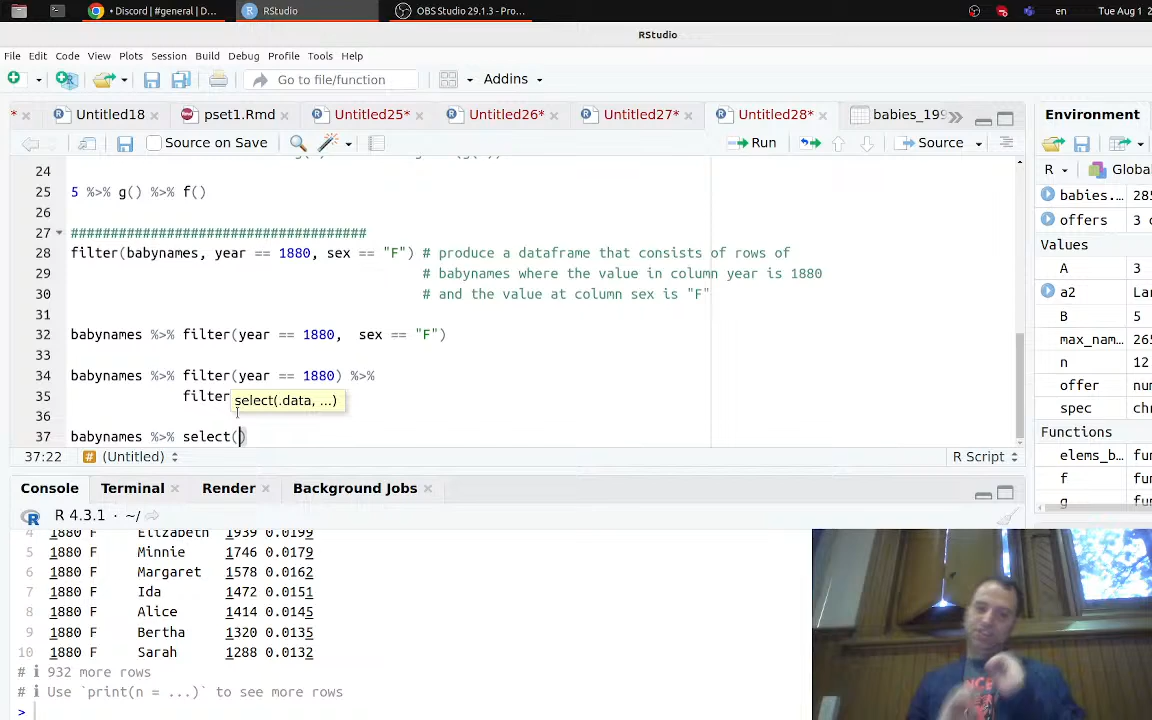 • Discord | #general | D...
RStudio
OBS Studio 29.1.3 - Pro...
en
Tue Aug 1
RStudio
File Edit Code View Plots Session Build Debug Profile Tools Help
Go to file/function
Addins
Untitled18
pset1.Rmd
Untitled25*
Untitled26*
Untitled27*
Untitled28*
babies_199
Environment
Source on Save
Run
Source
R
Global
24
25 5 %>% g() %>% f()
26
27 #####################################
28 filter(babynames, year == 1880, sex == "F") # produce a dataframe that consists of rows of
29 # babynames where the value in column year is 1880
30 # and the value at column sex is "F"
31
32 babynames %>% filter(year == 1880,  sex == "F")
33
34 babynames %>% filter(year == 1880) %>%
35 filter
select(.data, ...)
36
37 babynames %>% select()
37:22
# (Untitled)
R Script
babies...
285
offers
3
Values
A 3
a2
B 5
max_nam...
n 12
offer
spec
Functions
elems_b...
f
g
Console
Terminal
Render
Background Jobs
R 4.3.1 · ~/
4 1880 F Elizabeth 1939 0.0199
5 1880 F Minnie 1746 0.0179
6 1880 F Margaret 1578 0.0162
7 1880 F Ida 1472 0.0151
8 1880 F Alice 1414 0.0145
9 1880 F Bertha 1320 0.0135
10 1880 F Sarah 1288 0.0132
# ℹ 932 more rows
# ℹ Use `print(n = ...)` to see more rows
>